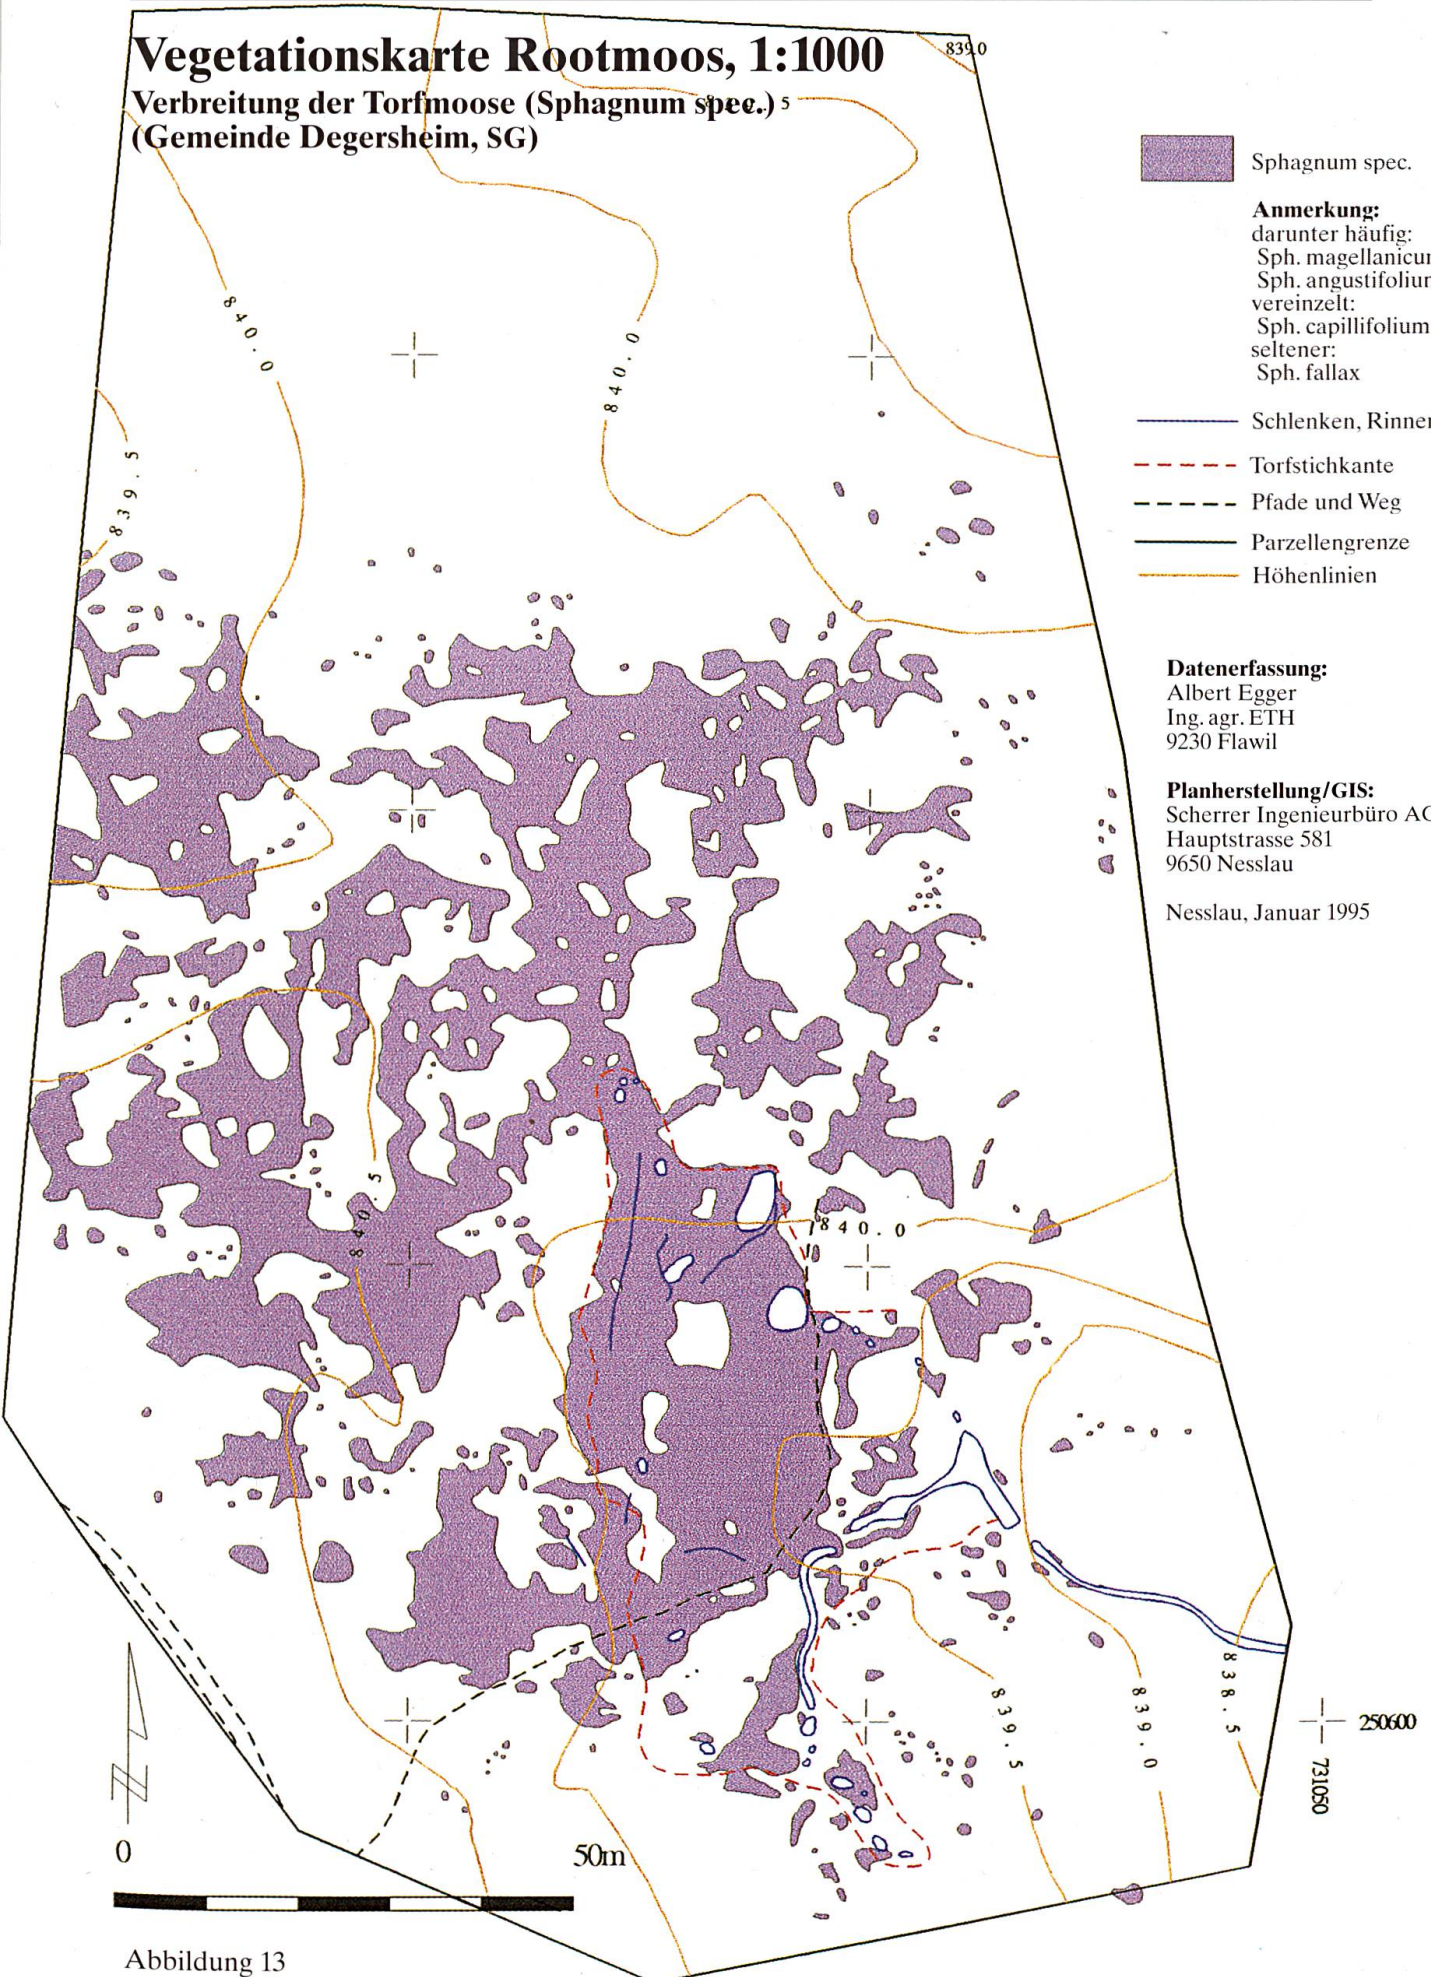 Vegetationskarte Rootmoos, 1:1000
Verbreitung der Torfmoose (Sphagnum spec.)
(Gemeinde Degersheim, SG)
839.0
5
Sphagnum spec.
Anmerkung:
darunter häufig:
Sph. magellanicu
Sph. angustifoliu
vereinzelt:
Sph. capillifolium
seltener:
Sph. fallax
840.0
840.0
Schlenken, Rinne
839.5
Torfstichkante
Pfade und Weg
Parzellengrenze
Höhenlinien
Datenerfassung:
Albert Egger
Ing. agr. ETH
9230 Flawil
Planherstellung/GIS:
Scherrer Ingenieurbüro A
Hauptstrasse 581
9650 Nesslau
Nesslau, Januar 1995
840.5
840.0
839.5
839.0
838.5
250600
731050
0
50m
Abbildung 13